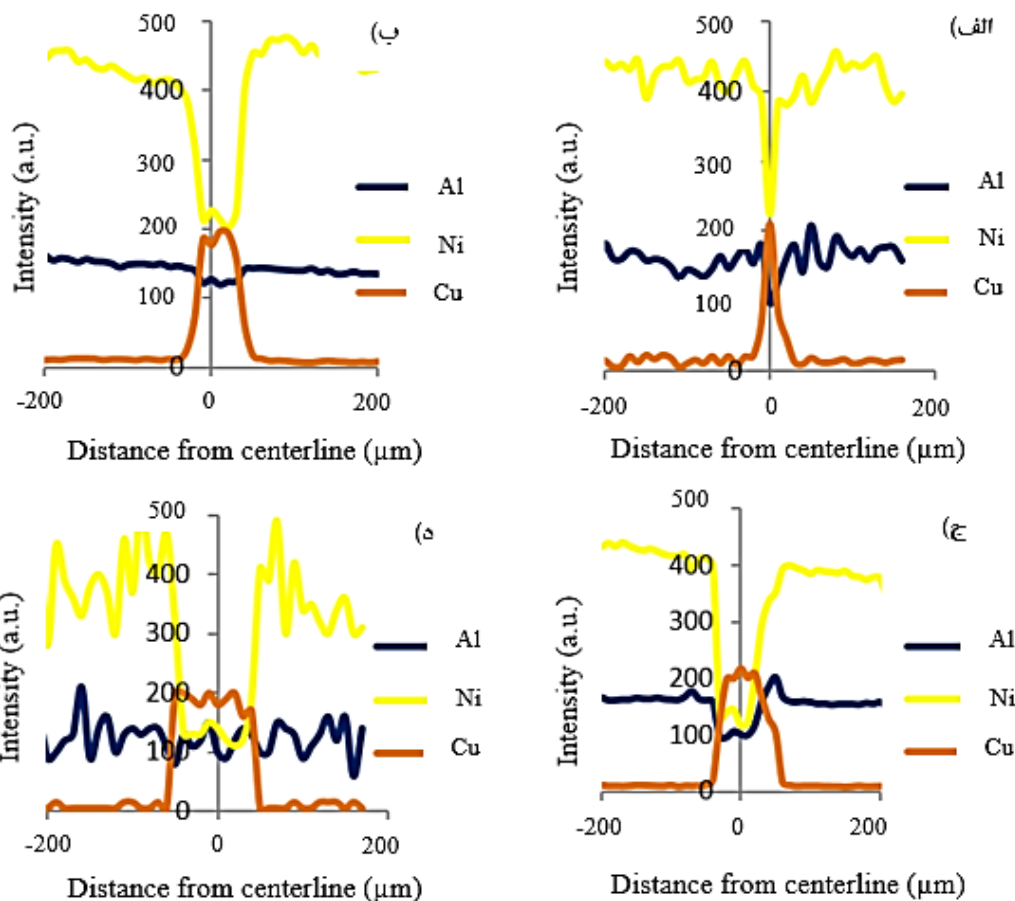 ب)
500
400
300
200
100
0
-200
0
200
Intensity (a.u.)
Distance from centerline (µm)
Al
Ni
Cu
الف)
500
400
300
200
100
0
-200
0
200
Intensity (a.u.)
Distance from centerline (µm)
Al
Ni
Cu
د)
500
400
300
200
100
0
-200
0
200
Intensity (a.u.)
Distance from centerline (µm)
Al
Ni
Cu
ج)
500
400
300
200
100
0
-200
0
200
Intensity (a.u.)
Distance from centerline (µm)
Al
Ni
Cu